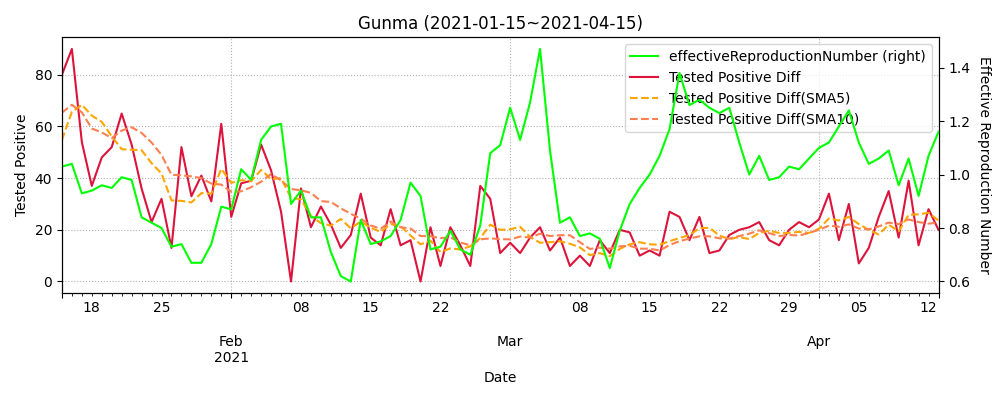 Gunma (2021-01-15~2021-04-15)
effectiveReproductionNumber (right)
Tested Positive Diff
Tested Positive Diff(SMA5)
Tested Positive Diff(SMA10)
Tested Positive
80
60
40
20
0
1.4
1.2
1.0
0.8
0.6
Effective Reproduction Number
18 25 08 15 22 08 15 22 29 05 12
Feb Mar Apr
2021
Date